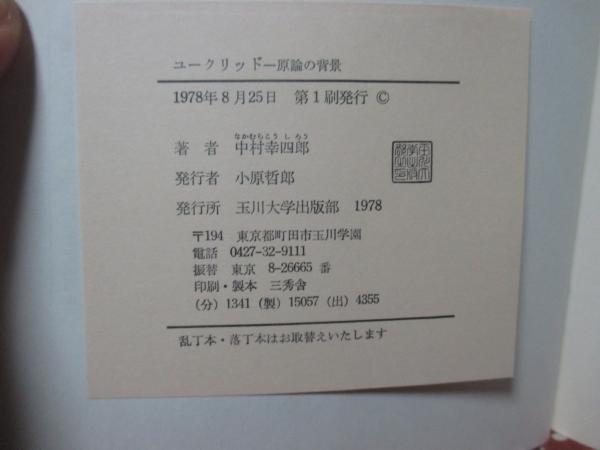 ユークリッド—原論の背景
1978年8月25日 第1刷発行 ©
なかむらこうしろう
著者 中村幸四郎
発行者 小原哲郎
発行所 玉川大学出版部 1978
〒194 東京都町田市玉川学園
電話 0427-32-9111
振替 東京 8-26665 番
印刷・製本 三秀舎
(分) 1341 (製) 15057 (出) 4355
乱丁本・落丁本はお取替えいたします